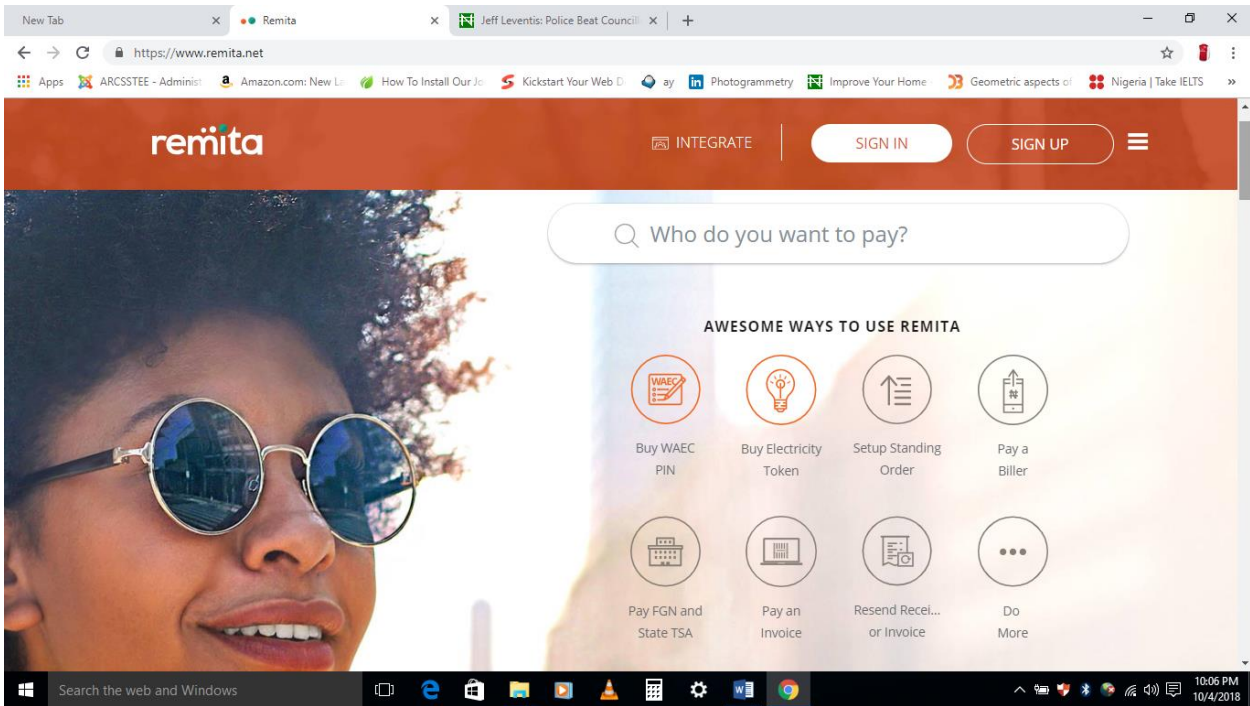 New Tab
Remita
Jeff Leventis: Police Beat Council
https://www.remita.net
Apps
ARCSSTEE - Administ
Amazon.com: New La
How To Install Our Jo
Kickstart Your Web D
ay
Photogrammetry
Improve Your Home -
Geometric aspects of
Nigeria | Take IELTS
»
remita
INTEGRATE
SIGN IN
SIGN UP
Who do you want to pay?
AWESOME WAYS TO USE REMITA
WAEC
Buy WAEC
PIN
Buy Electricity
Token
Setup Standing
Order
Pay a
Biller
Pay FGN and
State TSA
Pay an
Invoice
Resend Recei...
or Invoice
Do
More
Search the web and Windows
10:06 PM
10/4/2018